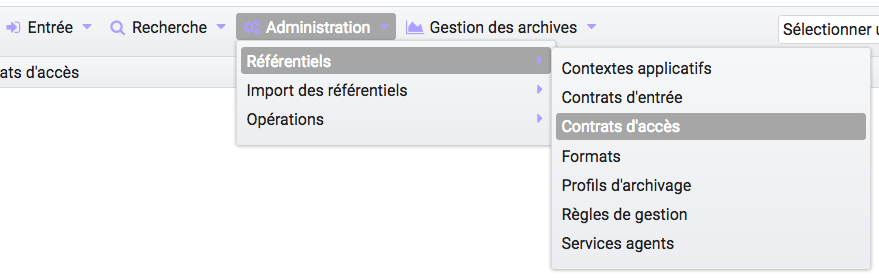 Entrée Recherche Administration Gestion des archives Sélectionner
ats d'accès
Référentiels
Import des référentiels
Opérations
Contextes applicatifs
Contrats d'entrée
Contrats d'accès
Formats
Profils d'archivage
Règles de gestion
Services agents